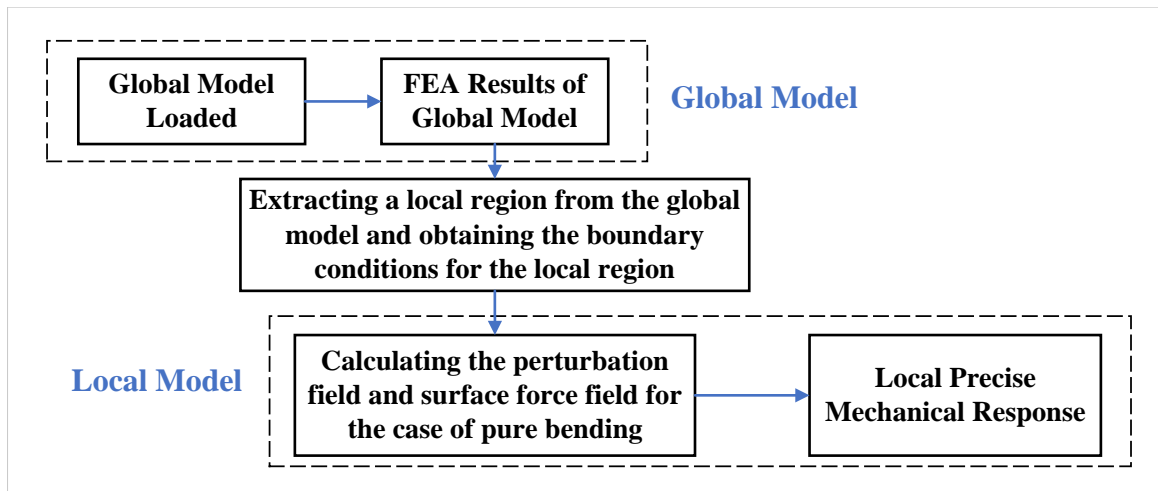 Global Model
Loaded
FEA Results of
Global Model
Global Model
Extracting a local region from the global
model and obtaining the boundary
conditions for the local region
Local Model
Calculating the perturbation
field and surface force field for
the case of pure bending
Local Precise
Mechanical Response